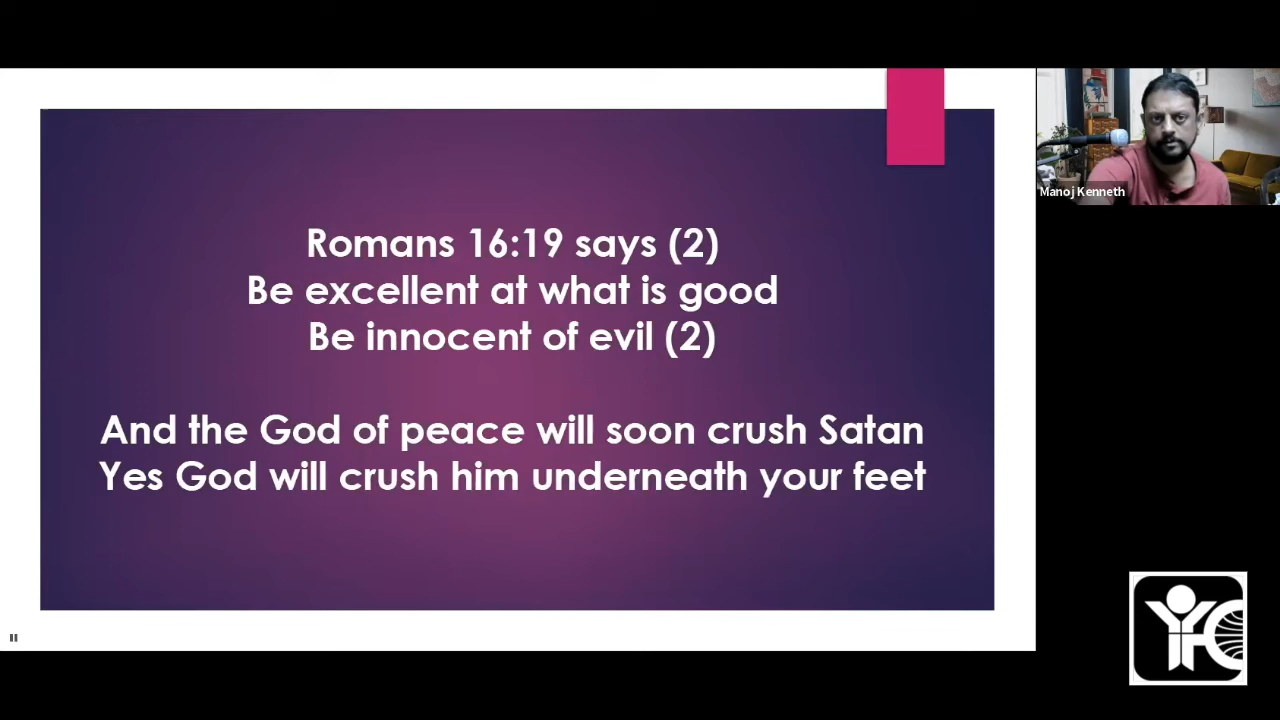 Romans 16:19 says (2)
Be excellent at what is good
Be innocent of evil (2)
And the God of peace will soon crush Satan
Yes God will crush him underneath your feet
Manoj Kenneth
YFC